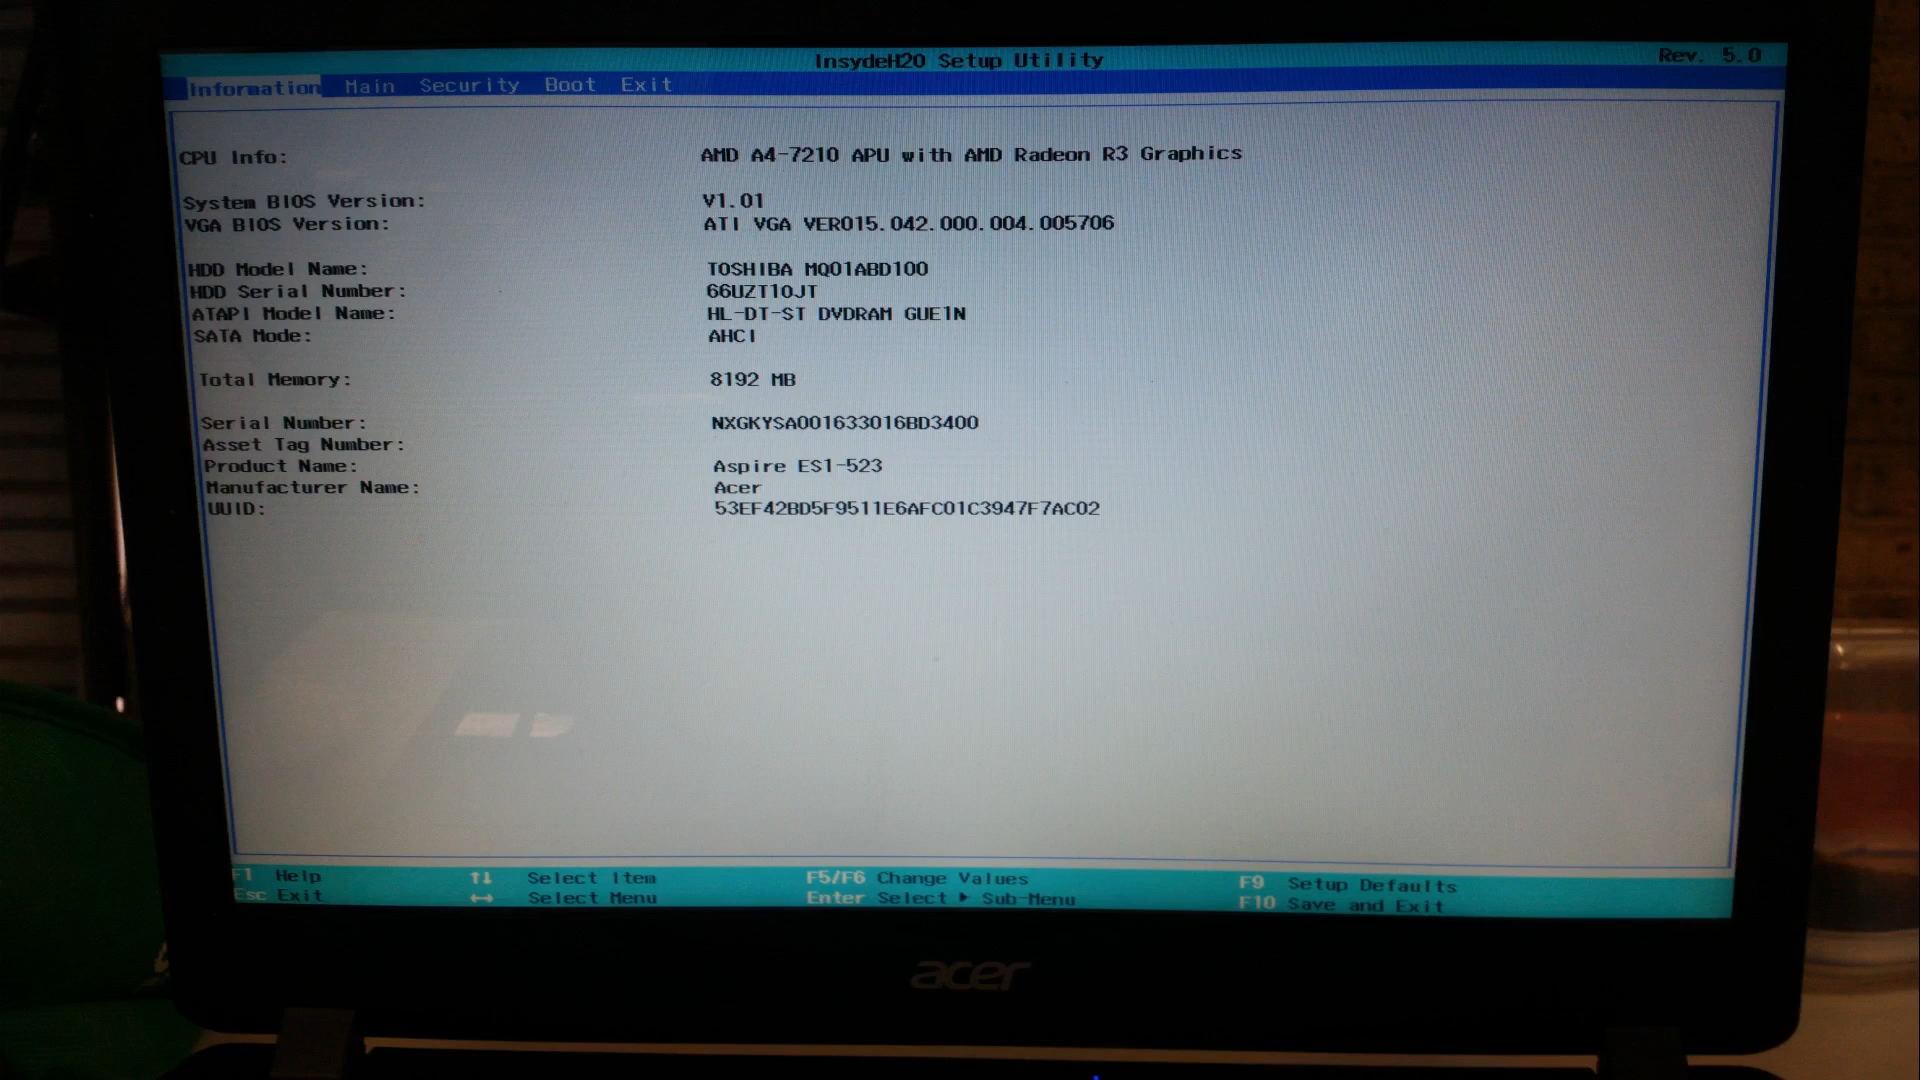 InsydeH20 Setup Utility Rev. 5.0
Information Main Security Boot Exit
CPU Info: AMD A4-7210 APU with AMD Radeon R3 Graphics
System BIOS Version: V1.01
VGA BIOS Version: ATI VGA VER015.042.000.004.005706
HDD Model Name: TOSHIBA MQ01ABD100
HDD Serial Number: 66UZT10JT
ATAPI Model Name: HL-DT-ST DVDRAM GUE1N
SATA Mode: AHCI
Total Memory: 8192 MB
Serial Number: NXGKYSA001633016BD3400
Asset Tag Number:
Product Name: Aspire ES1-523
Manufacturer Name: Acer
UUID: 53EF42BD5F9511E6AFC01C3947F7AC02
F1 Help ↑↓ Select Item F5/F6 Change Values F9 Setup Defaults
Esc Exit ↔ Select Menu Enter Select ▶ Sub-Menu F10 Save and Exit
acer